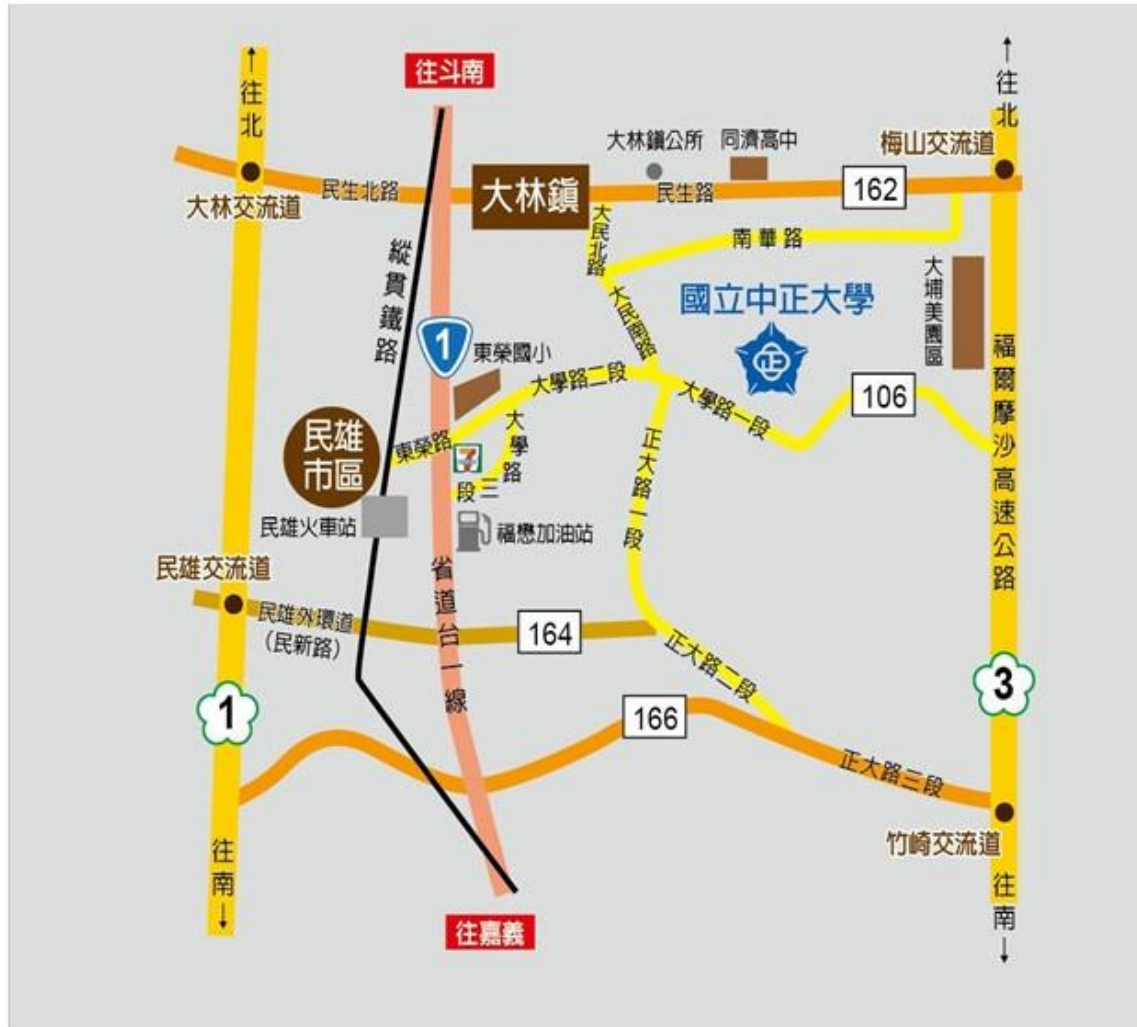 ↑往北
往斗南
↑往北
大林鎮公所
同濟高中
梅山交流道
大林交流道
民生北路
大林鎮
民生路
162
大民北路
南華路
縱貫鐵路
大民南路
國立中正大學
正
大埔美園區
1
東榮國小
大學路二段
大學路一段
106
福爾摩沙高速公路
民雄
市區
東榮路
7
大學路三段
正大路一段
民雄火車站
福懋加油站
民雄交流道
省道台一線
民雄外環道
(民新路)
164
正大路二段
1
166
3
正大路三段
竹崎交流道
往南↓
往嘉義
往南↓